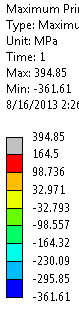 Maximum Prin
Type: Maximu
Unit: MPa
Time: 1
Max: 394.85
Min: -361.61
8/16/2013 2:26
394.85
164.5
98.736
32.971
-32.793
-98.557
-164.32
-230.09
-295.85
-361.61